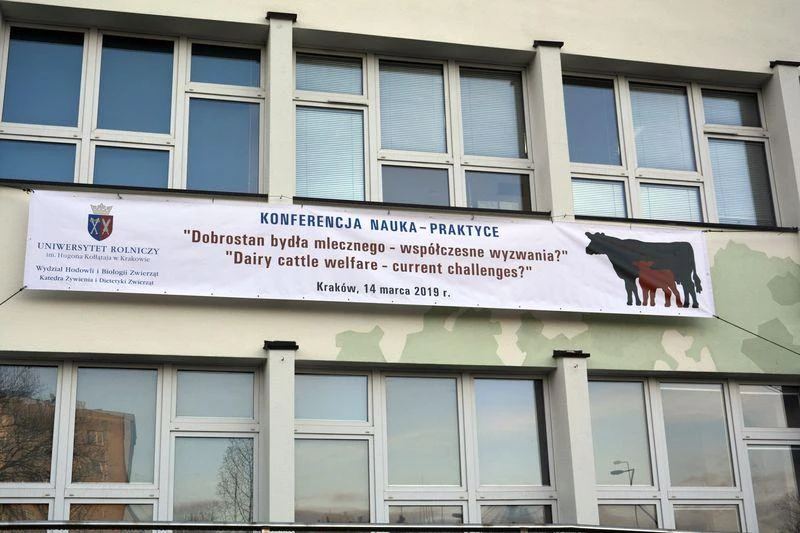 KONFERENCJA NAUKA - PRAKTYCE
"Dobrostan bydła mlecznego - współczesne wyzwania?"
"Dairy cattle welfare - current challenges?"
Kraków, 14 marca 2019 r.
UNIWERSYTET ROLNICZY
im. Hugona Kołłątaja w Krakowie
Wydział Hodowli i Biologii Zwierząt
Katedra Żywienia i Dietetyki Zwierząt